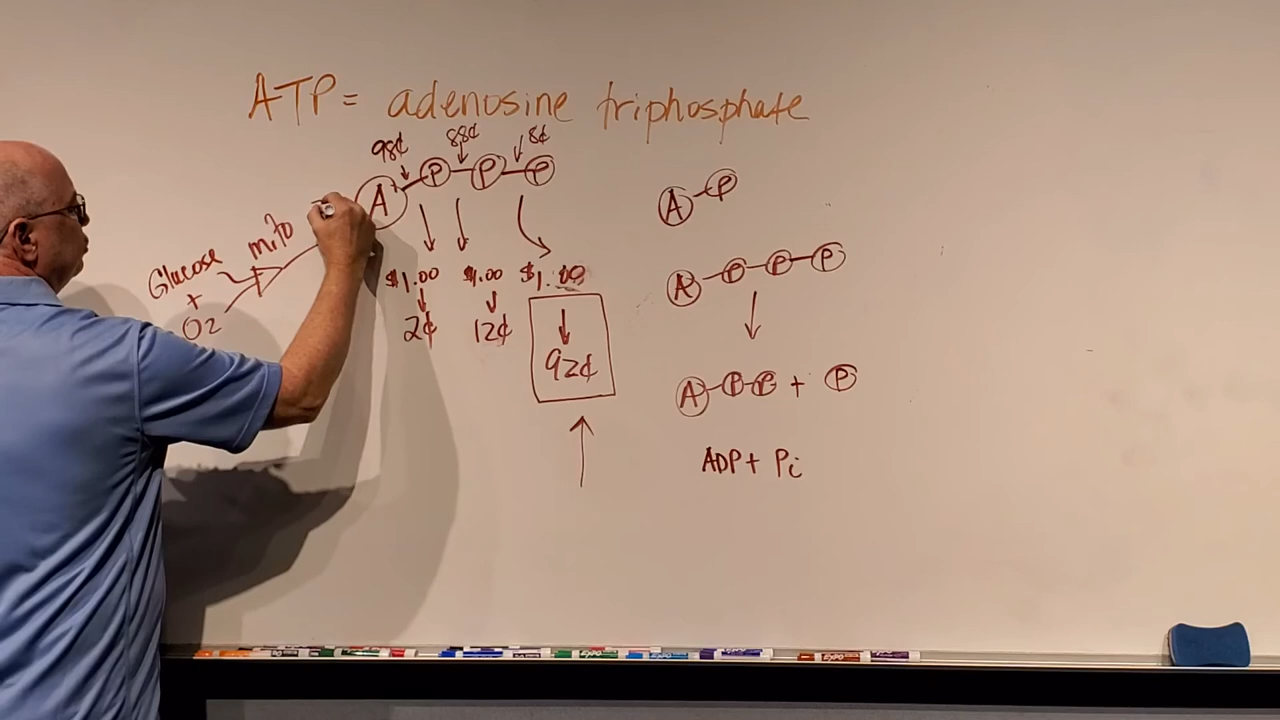 ATP = adenosine triphosphate
98¢ 88¢ 8¢
A P P P
Glucose
+
O2
mito
$1.00 $1.00 $1.00
2¢ 12¢ 92¢
A P
A P P P
A P P + P
ADP + Pi
EXPO